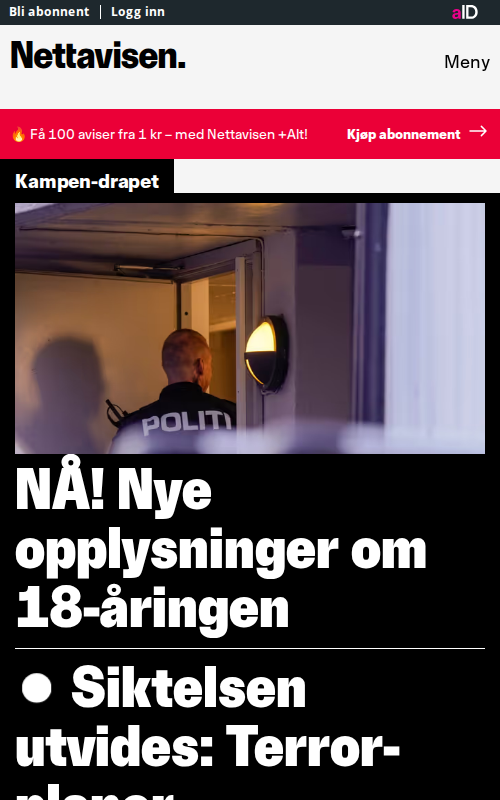 Bli abonnent | Logg inn
aID
Nettavisen.
Meny
🔥 Få 100 aviser fra 1 kr – med Nettavisen +Alt!
Kjøp abonnement →
Kampen-drapet
POLITI
NÅ! Nye
opplysninger om
18-åringen
Siktelsen
utvides: Terror-